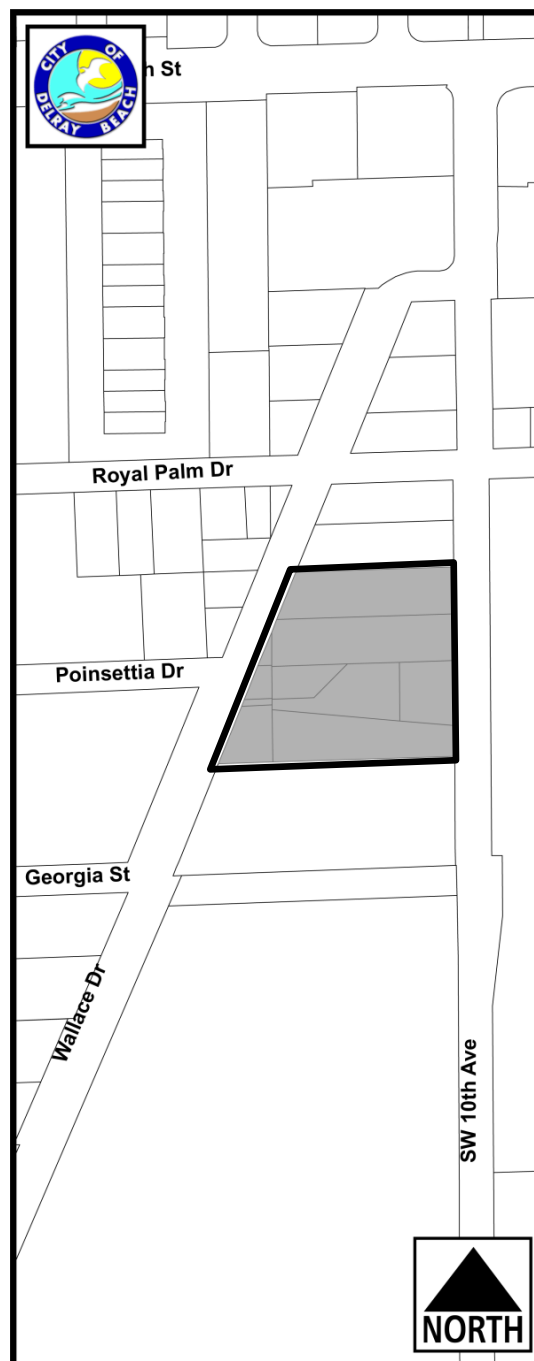 CITY OF
DELRAY BEACH
St
Royal Palm Dr
Poinsettia Dr
Georgia St
Wallace Dr
SW 10th Ave
NORTH